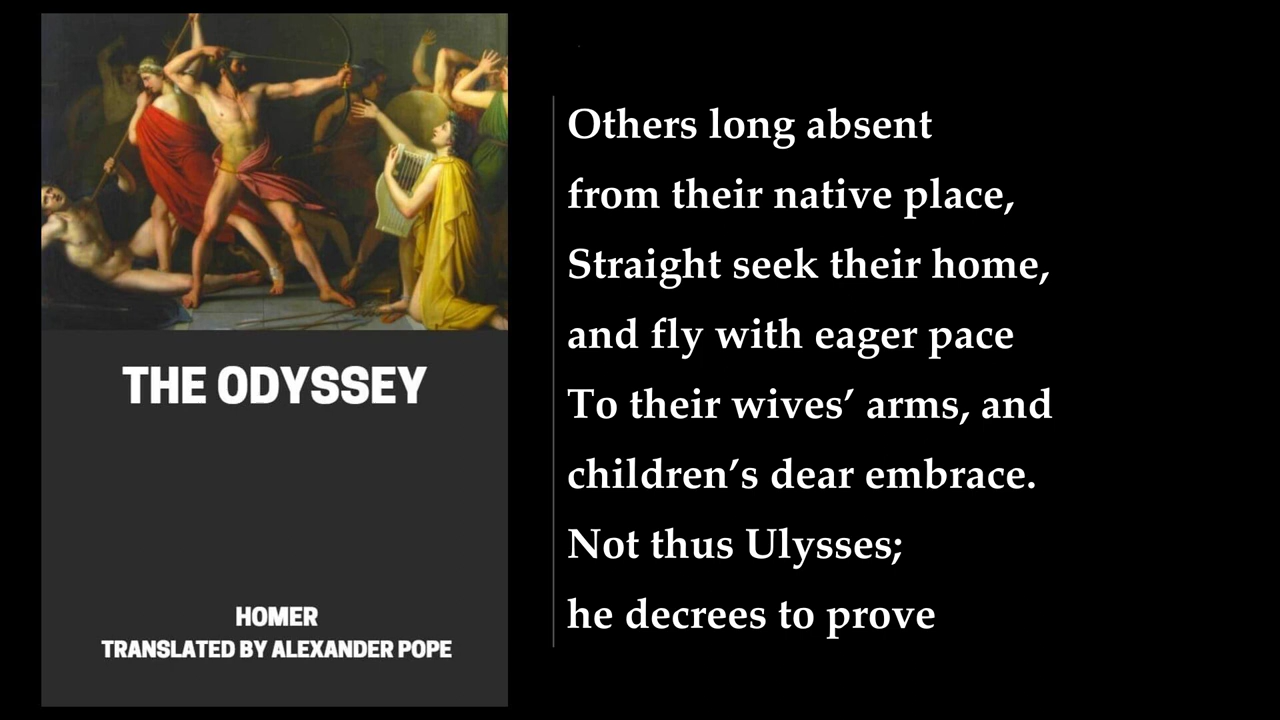 THE ODYSSEY
HOMER
TRANSLATED BY ALEXANDER POPE
Others long absent
from their native place,
Straight seek their home,
and fly with eager pace
To their wives’ arms, and
children’s dear embrace.
Not thus Ulysses;
he decrees to prove